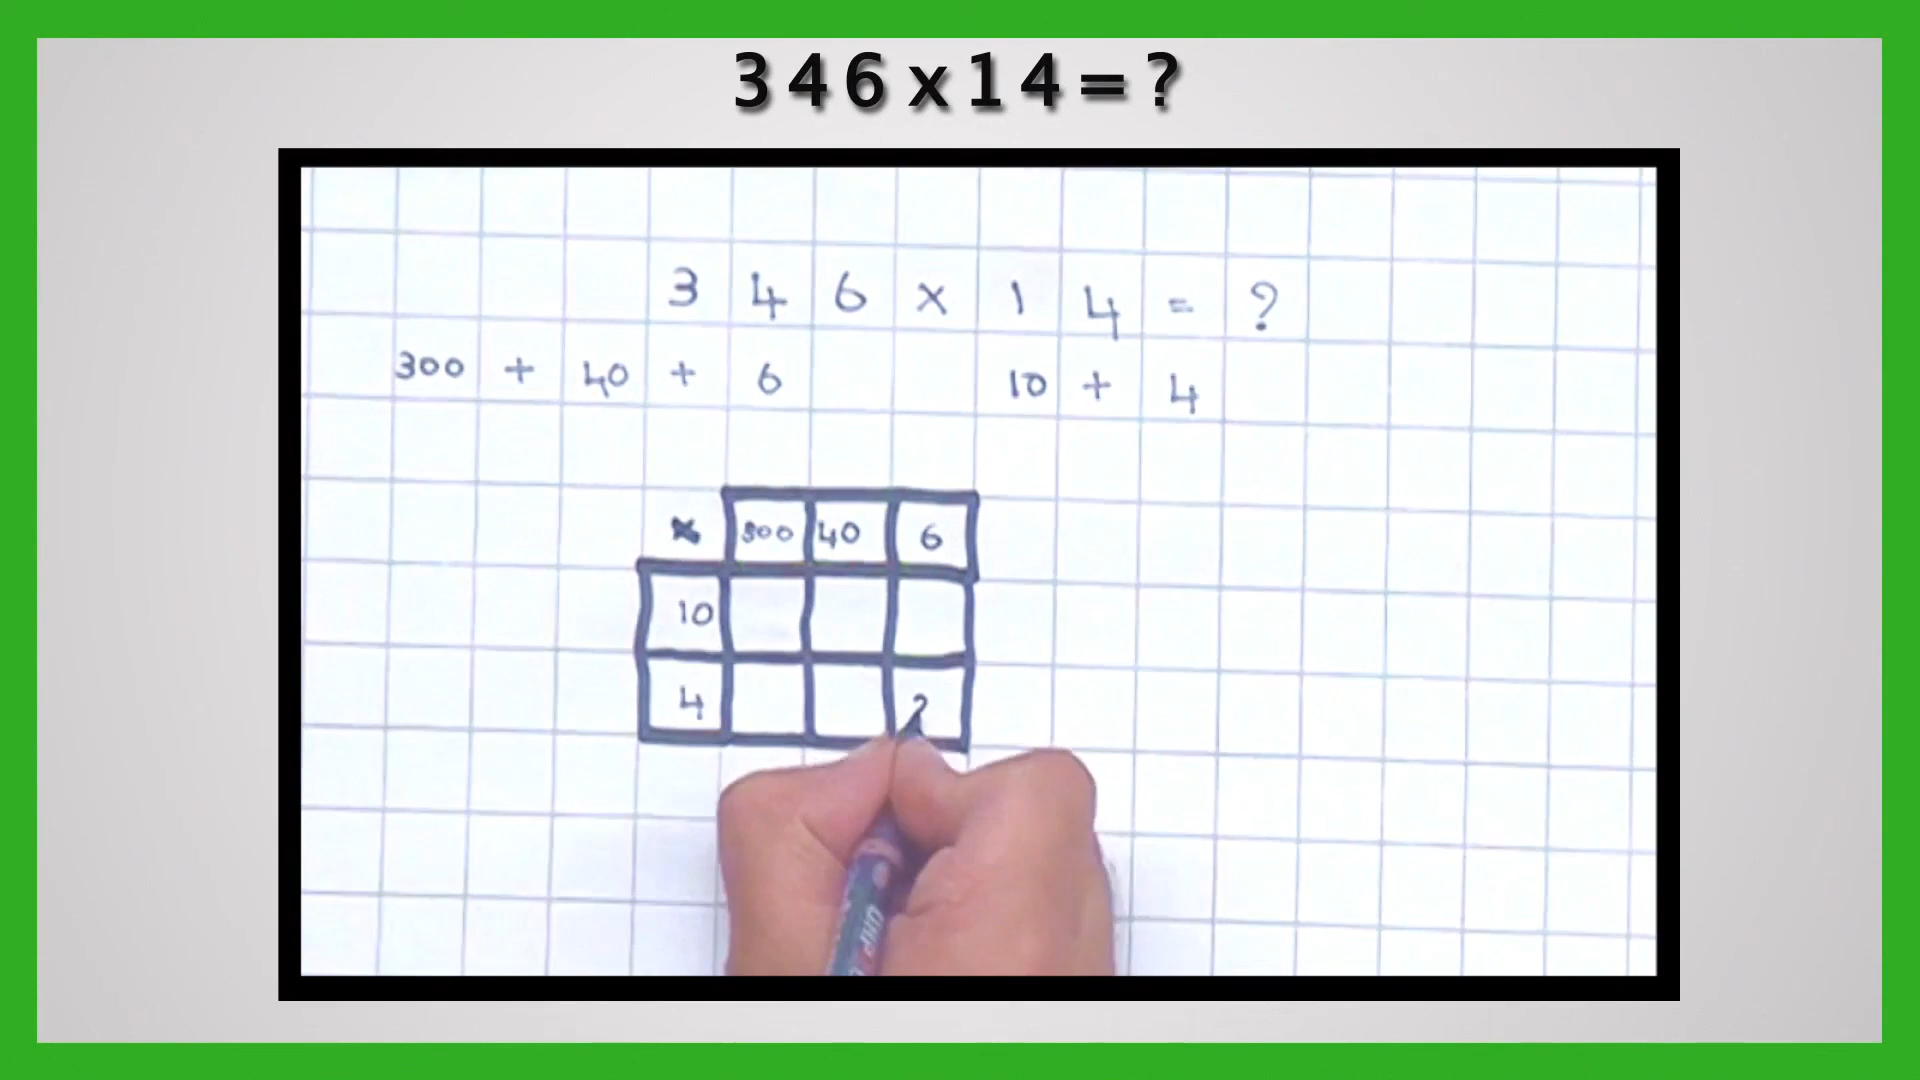 346x14=?
3 4 6 x 1 4 = ?
300 + 40 + 6 10 + 4
x 300 40 6
10
4 2